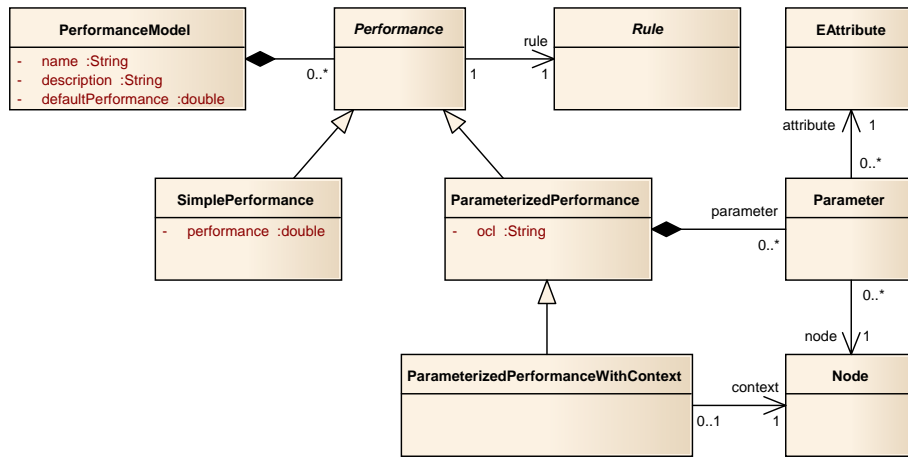 PerformanceModel
- name :String
- description :String
- defaultPerformance :double
0..*
Performance
1
rule
1
Rule
EAttribute
attribute
1
0..*
SimplePerformance
- performance :double
ParameterizedPerformance
- ocl :String
parameter
0..*
Parameter
0..*
node
1
ParameterizedPerformanceWithContext
0..1
context
1
Node